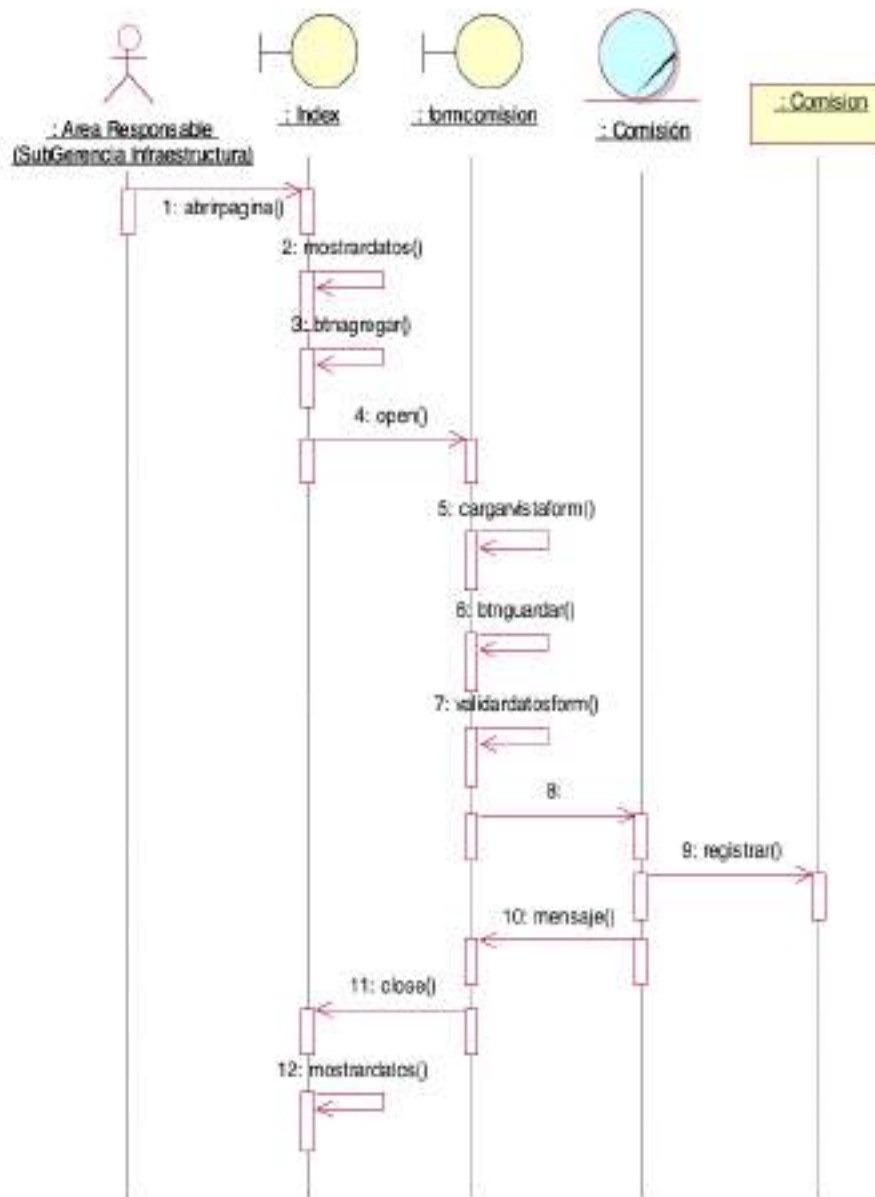 : Area Responsable
(SubGerencia Infraestructura)
: Index
: formcomision
: Comisión
: Comision
1: abrirpagina()
2: mostrardatos()
3: btnagregar()
4: open()
5: cargarvistaform()
6: btnguardar()
7: validardatosform()
8:
9: registrar()
10: mensaje()
11: close()
12: mostrardatos()